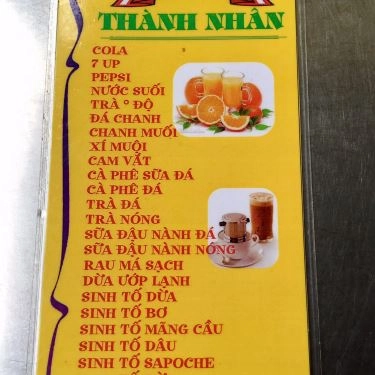 THÀNH NHÂN
COLA
7 UP
PEPSI
NƯỚC SUỐI
TRÀ ° ĐỘ
ĐÁ CHANH
CHANH MUỐI
XÍ MUỘI
CAM VẮT
CÀ PHÊ SỮA ĐÁ
CÀ PHÊ ĐÁ
TRÀ ĐÁ
TRÀ NÓNG
SỮA ĐẬU NÀNH ĐÁ
SỮA ĐẬU NÀNH NÓNG
RAU MÁ SẠCH
DỪA ƯỚP LẠNH
SINH TỐ DỪA
SINH TỐ BƠ
SINH TỐ MÃNG CẦU
SINH TỐ DÂU
SINH TỐ SAPOCHE